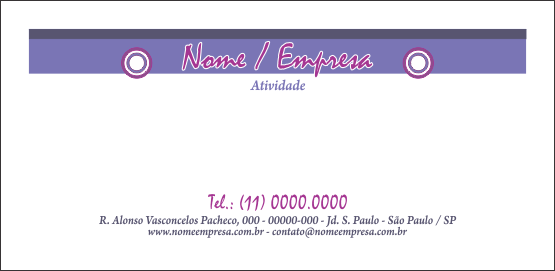 Nome / Empresa
Atividade
Tel.: (11) 0000.0000
R. Alonso Vasconcelos Pacheco, 000 - 00000-000 - Jd. S. Paulo - São Paulo / SP
www.nomeempresa.com.br - contato@nomeempresa.com.br